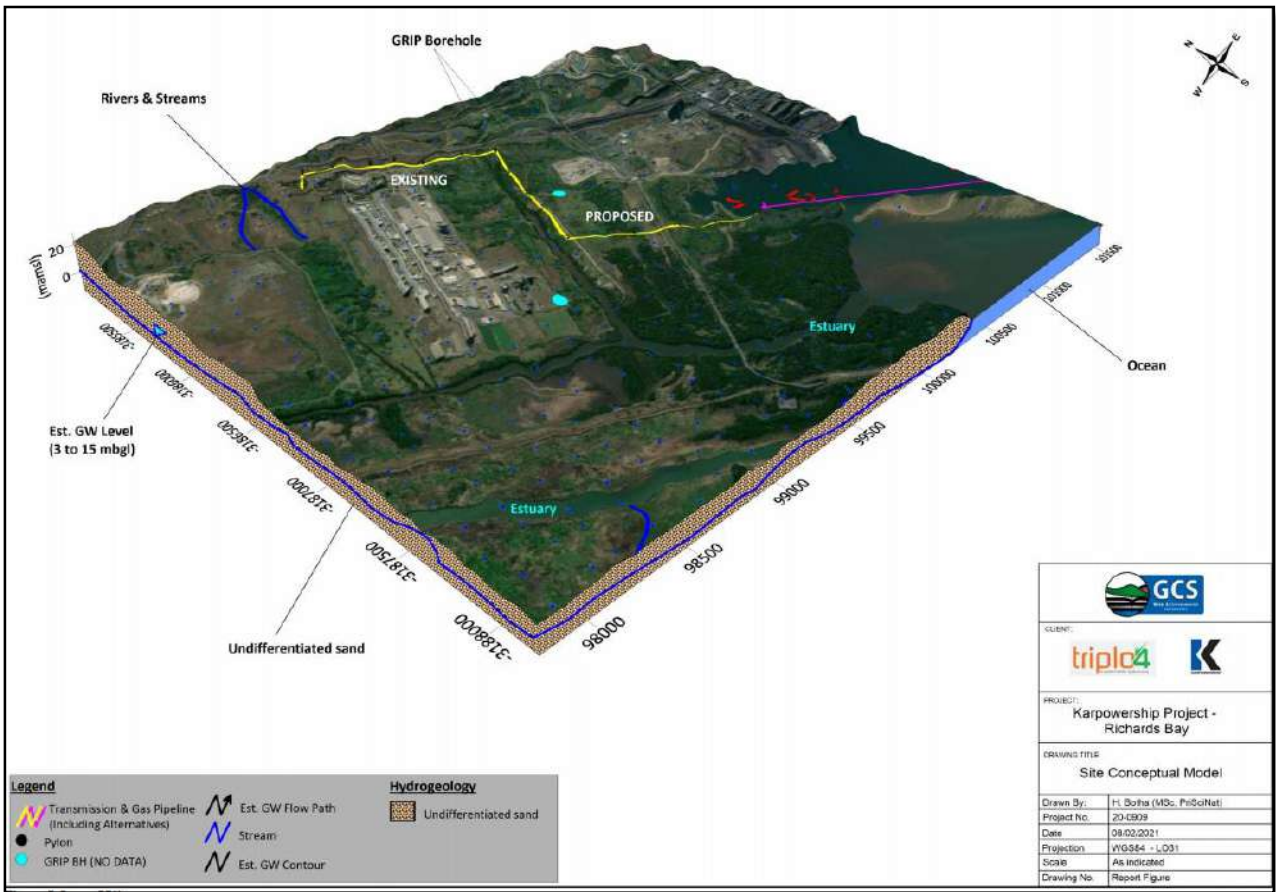 GRIP Borehole
Rivers & Streams
EXISTING
PROPOSED
N
E
W
S
20
0
(mamsl)
Est. GW Level
(3 to 15 mbgl)
Undifferentiated sand
Estuary
Estuary
Ocean
-3186000
-3186500
-3187000
-3187500
-3188000
98000
98500
99000
99500
100000
100500
101000
101500
Legend
Transmission & Gas Pipeline
(Including Alternatives)
Pylon
GRIP BH (NO DATA)
Est. GW Flow Path
Stream
Est. GW Contour
Hydrogeology
Undifferentiated sand
GCS
CLIENT:
triplo4
K
PROJECT:
Karpowership Project -
Richards Bay
DRAWING TITLE
Site Conceptual Model
Drawn By: H. Botha (MSc. PriSciNat)
Project No. 20-0909
Date 08/02/2021
Projection WGS84 - LO31
Scale As indicated
Drawing No. Report Figure